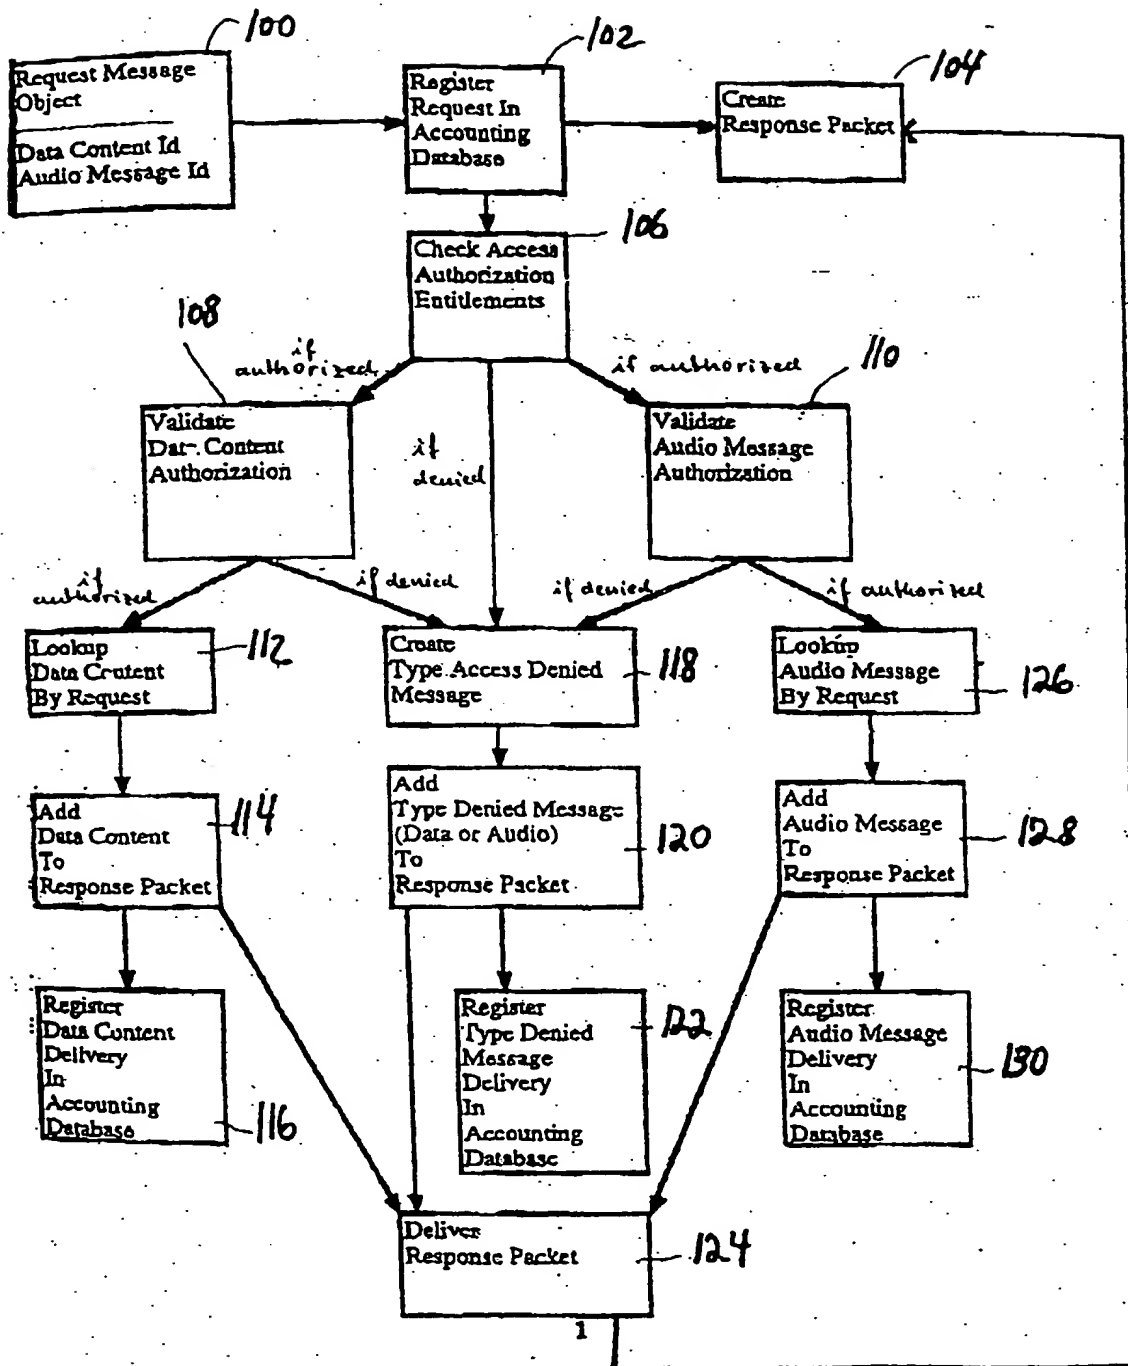 100
102
104
Request Message
Object
Data Content Id
Audio Message Id
Register
Request In
Accounting
Database
Create
Response Packet
106
Check Access
Authorization
Entitlements
108
if
authorized
if authorized
110
Validate
Content
Authorization
if
denied
Validate
Audio Message
Authorization
if
authorized
if denied
if denied
if authorized
Lookup
Data Content
By Request
112
Create
Type Access Denied
Message
118
Lookup
Audio Message
By Request
126
Add
Data Content
To
Response Packet
114
Add
Type Denied Message
(Data or Audio)
To
Response Packet
120
Add
Audio Message
To
Response Packet
128
Register
Data Content
Delivery
In
Accounting
Database
116
Register
Type Denied
Message
Delivery
In
Accounting
Database
122
Register
Audio Message
Delivery
In
Accounting
Database
130
Deliver
Response Packet
124
1